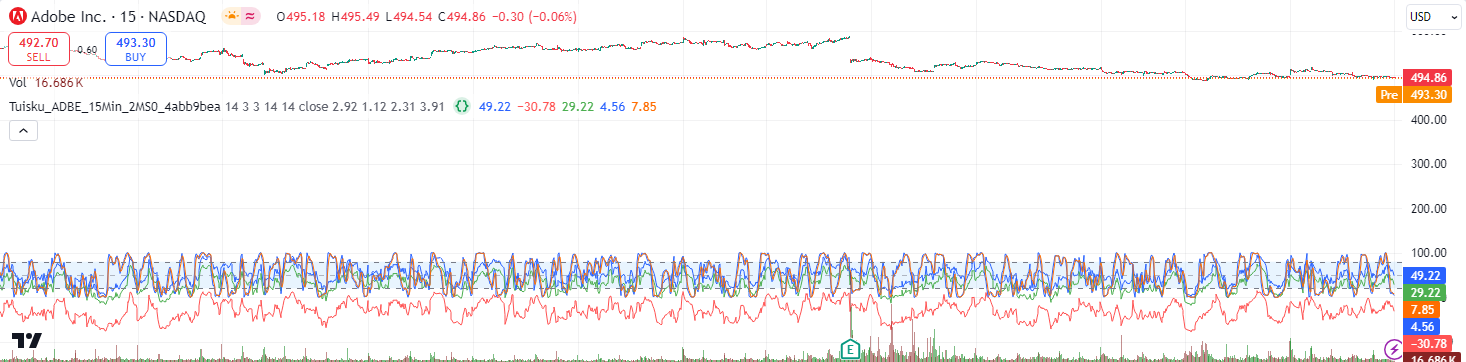 Adobe Inc. · 15 · NASDAQ O495.18 H495.49 L494.54 C494.86 −0.30 (−0.06%)
USD
492.70
SELL
0.60
493.30
BUY
Vol 16.686 K
494.86
Pre 493.30
Tuisku_ADBE_15Min_2MS0_4abb9bea 14 3 3 14 14 close 2.92 1.12 2.31 3.91 49.22 −30.78 29.22 4.56 7.85
400.00
300.00
200.00
100.00
49.22
29.22
7.85
4.56
−30.78
16.686 K
E